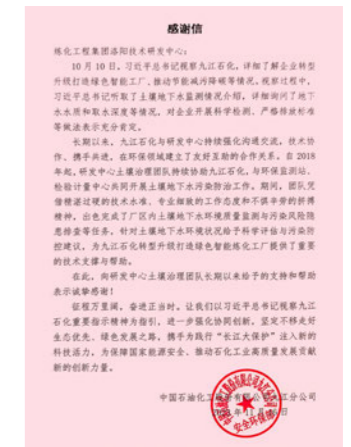 感谢信
炼化工程集团洛阳技术研发中心：
10 月 10 日，习近平总书记视察九江石化，详细了解企业转型
升级打造绿色智能工厂、推动节能减污降碳等情况。视察过程中，
习近平总书记听取了土壤地下水监测情况介绍，详细询问了地下
水水质和取水深度等情况，对企业开展科学检测、严格排放标准
等做法表示充分肯定。
长期以来，九江石化与研发中心持续强化沟通交流，技术协
作、携手共进，在环保领域建立了友好互助的合作关系。自 2018
年起，研发中心土壤治理团队持续协助九江石化，与环保监测站、
检验计量中心共同开展土壤地下水污染防治工作。期间，团队凭
借精湛过硬的技术水准、专业细致的工作态度和不惧辛劳的拼搏
精神，出色完成了厂区内土壤地下水环境质量监测与污染风险隐
患排查等任务，针对土壤地下水环境状况给予科学评估与污染防
控建议，为九江石化转型升级打造绿色智能炼化工厂提供了重要
的技术支撑与帮助。
在此，向研发中心土壤治理团队长期以来给予的支持和帮助
表示诚挚感谢！
征程万里阔，奋进正当时。让我们以习近平总书记视察九江
石化重要指示精神为指引，进一步强化协同创新，坚定不移走好
生态优先、绿色发展之路，携手为践行“长江大保护”注入新的
科技活力，为保障国家能源安全、推动石化工业高质量发展贡献
新的创新力量。
中国石油化工股份有限公司九江分公司
安全环保部